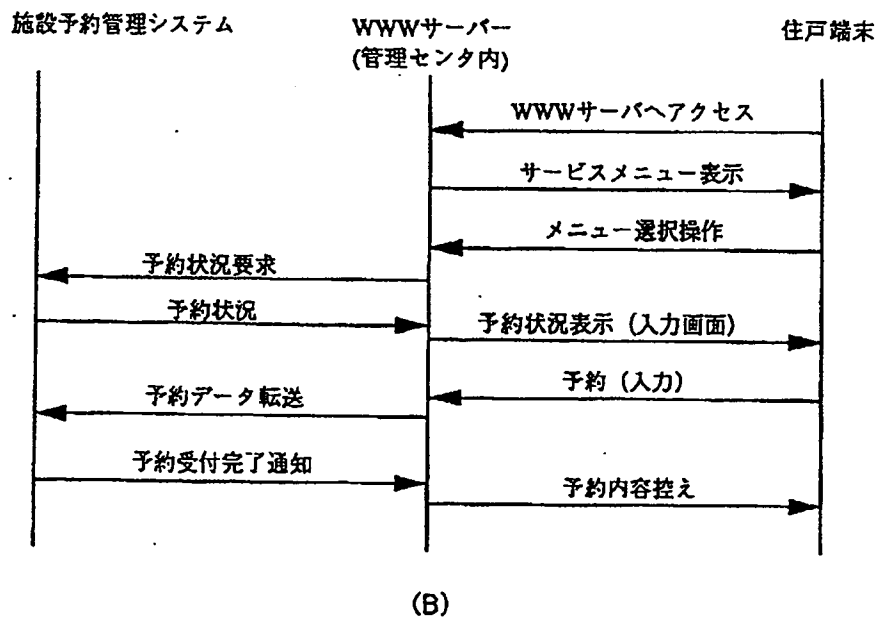 施設予約管理システム
WWWサーバー
(管理センタ内)
住戸端末
WWWサーバへアクセス
サービスメニュー表示
メニュー選択操作
予約状況要求
予約状況
予約状況表示（入力画面）
予約（入力）
予約データ転送
予約受付完了通知
予約内容控え
(B)